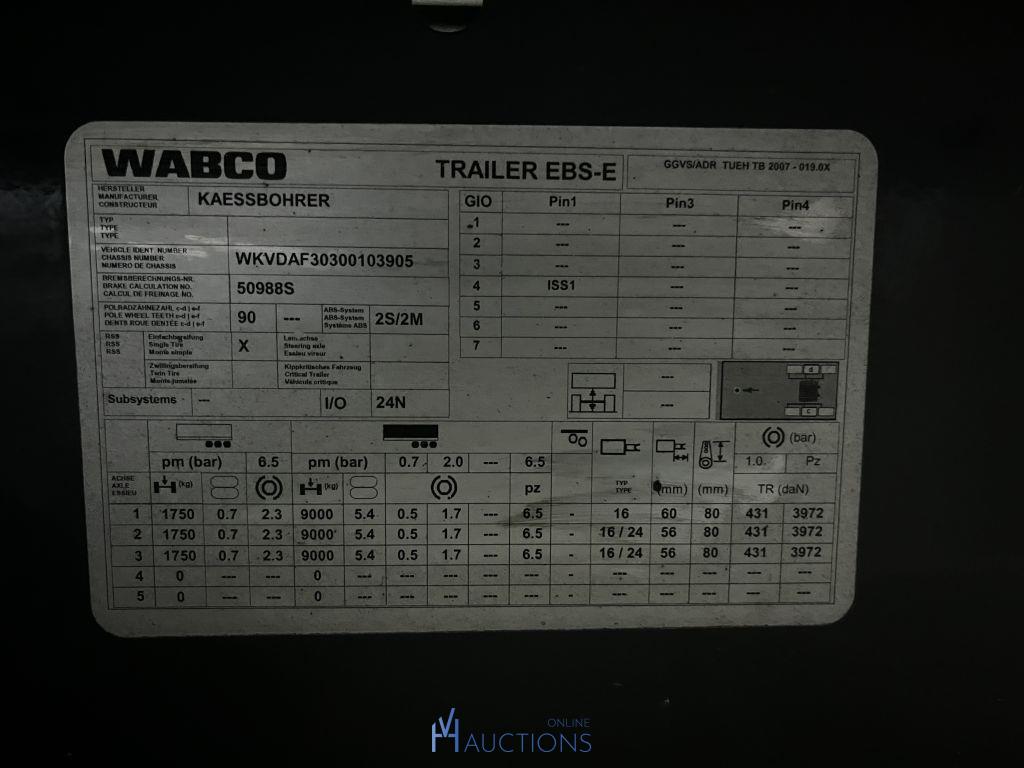 WABCO
TRAILER EBS-E
GGVS/ADR TUEH TB 2007 - 019.0X
HERSTELLER
MANUFACTURER
CONSTRUCTEUR
KAESSBOHRER
TYP
TYPE
TYPE
VEHICLE IDENT. NUMBER
CHASSIS NUMBER
NUMERO DE CHASSIS
WKVDAF30300103905
BREMSBERECHNUNGS-NR.
BRAKE CALCULATION NO.
CALCUL DE FREINAGE NO.
50988S
POLRADZÄHNEZAHL c-d | e-f
POLE WHEEL TEETH c-d | e-f
DENTS ROUE DENTÉE c-d | e-f
90 ---
ABS-System
ABS-System
Système ABS
2S/2M
RSS
RSS
RSS
Einfachbereifung
Single Tire
Monte simple
X
Lenkachse
Steering axle
Essieu vireur
Zwillingsbereifung
Twin Tire
Monte jumelée
Kippkritisches Fahrzeug
Critical Trailer
Véhicule critique
Subsystems --- I/O 24N
GIO Pin1 Pin3 Pin4
1 --- --- ---
2 --- --- ---
3 --- --- ---
4 ISS1 --- ---
5 --- --- ---
6 --- --- ---
7 --- --- ---
---
---
d
c
pm (bar) 6.5 pm (bar) 0.7 2.0 --- 6.5
(bar)
1.0 Pz
ACHSE
AXLE
ESSIEU
(kg) (kg) pz
TYP
TYPE
(mm) (mm) TR (daN)
1 1750 0.7 2.3 9000 5.4 0.5 1.7 --- 6.5 - 16 60 80 431 3972
2 1750 0.7 2.3 9000 5.4 0.5 1.7 --- 6.5 - 16 / 24 56 80 431 3972
3 1750 0.7 2.3 9000 5.4 0.5 1.7 --- 6.5 - 16 / 24 56 80 431 3972
4 0 --- --- 0 --- --- --- --- --- - --- --- --- --- ---
5 0 --- --- 0 --- --- --- --- --- - --- --- --- --- ---
VH ONLINE
AUCTIONS